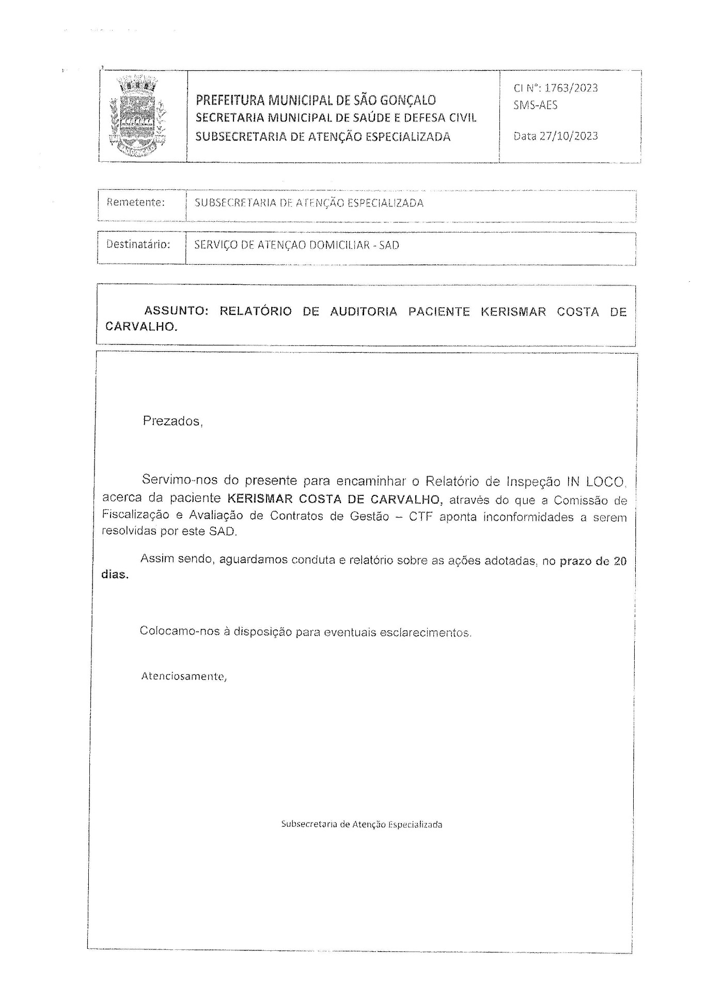 PREFEITURA MUNICIPAL DE SÃO GONÇALO
SECRETARIA MUNICIPAL DE SAÚDE E DEFESA CIVIL
SUBSECRETARIA DE ATENÇÃO ESPECIALIZADA
CI N°: 1763/2023
SMS-AES
Data 27/10/2023
Remetente: SUBSECRETARIA DE ATENÇÃO ESPECIALIZADA
Destinatário: SERVIÇO DE ATENÇAO DOMICILIAR - SAD
ASSUNTO: RELATÓRIO DE AUDITORIA PACIENTE KERISMAR COSTA DE
CARVALHO.
Prezados,
Servimo-nos do presente para encaminhar o Relatório de Inspeção IN LOCO,
acerca da paciente KERISMAR COSTA DE CARVALHO, através do que a Comissão de
Fiscalização e Avaliação de Contratos de Gestão – CTF aponta inconformidades a serem
resolvidas por este SAD.
Assim sendo, aguardamos conduta e relatório sobre as ações adotadas, no prazo de 20
dias.
Colocamo-nos à disposição para eventuais esclarecimentos.
Atenciosamente,
Subsecretaria de Atenção Especializada